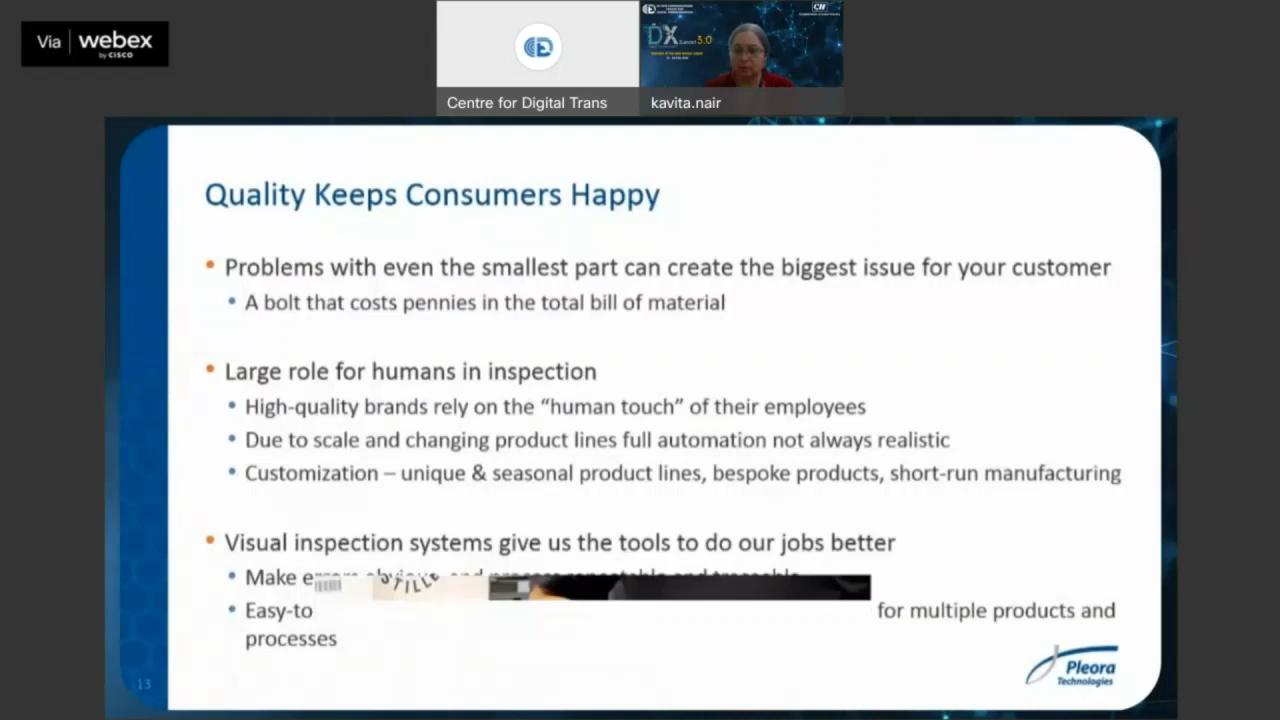 Via webex
by CISCO
DX Summit 3.0
CII
Centre for Digital Trans
kavita.nair
Quality Keeps Consumers Happy
• Problems with even the smallest part can create the biggest issue for your customer
• A bolt that costs pennies in the total bill of material
• Large role for humans in inspection
• High-quality brands rely on the “human touch” of their employees
• Due to scale and changing product lines full automation not always realistic
• Customization – unique & seasonal product lines, bespoke products, short-run manufacturing
• Visual inspection systems give us the tools to do our jobs better
• Make
• Easy-to for multiple products and
processes
13
Pleora
Technologies